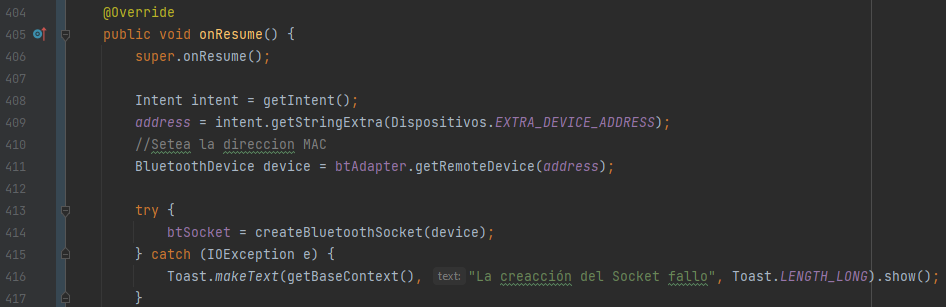 404 @Override
405 public void onResume() {
406 super.onResume();
407
408 Intent intent = getIntent();
409 address = intent.getStringExtra(Dispositivos.EXTRA_DEVICE_ADDRESS);
410 //Setea la direccion MAC
411 BluetoothDevice device = btAdapter.getRemoteDevice(address);
412
413 try {
414 btSocket = createBluetoothSocket(device);
415 } catch (IOException e) {
416 Toast.makeText(getBaseContext(), text: "La creacción del Socket fallo", Toast.LENGTH_LONG).show();
417 }